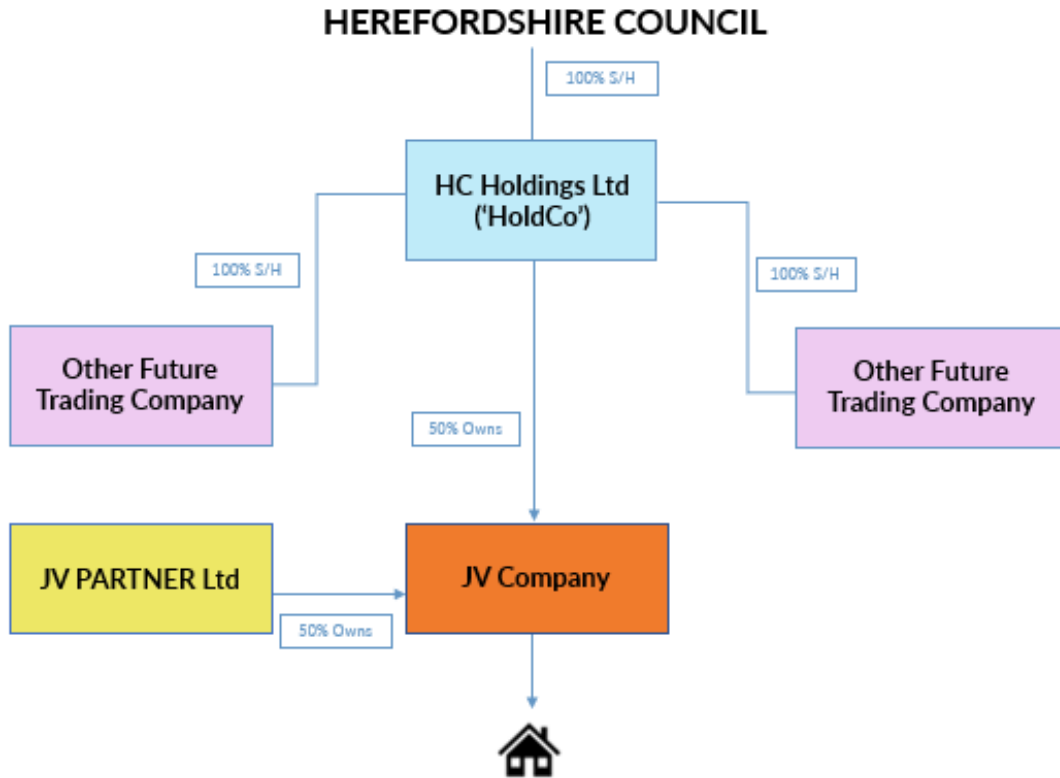 HEREFORDSHIRE COUNCIL
100% S/H
HC Holdings Ltd
(‘HoldCo’)
100% S/H
100% S/H
Other Future
Trading Company
Other Future
Trading Company
50% Owns
JV PARTNER Ltd
JV Company
50% Owns